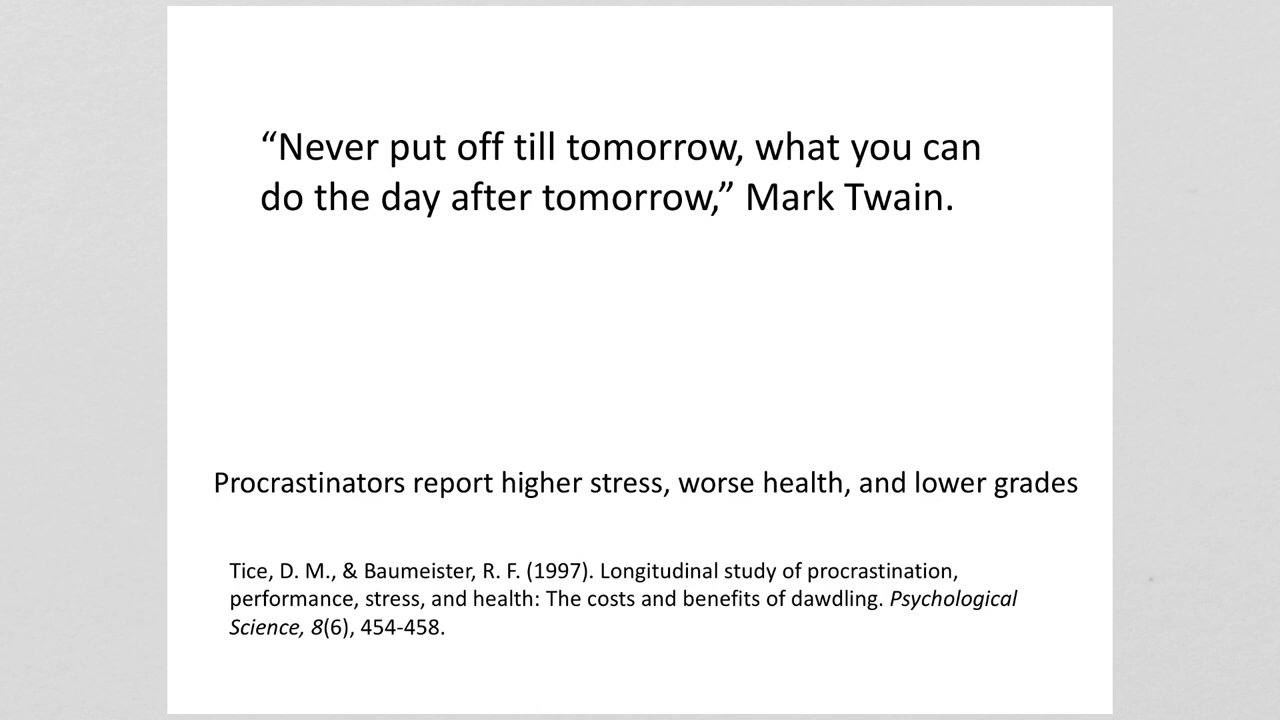 “Never put off till tomorrow, what you can
do the day after tomorrow,” Mark Twain.
Procrastinators report higher stress, worse health, and lower grades
Tice, D. M., & Baumeister, R. F. (1997). Longitudinal study of procrastination,
performance, stress, and health: The costs and benefits of dawdling. Psychological
Science, 8(6), 454-458.